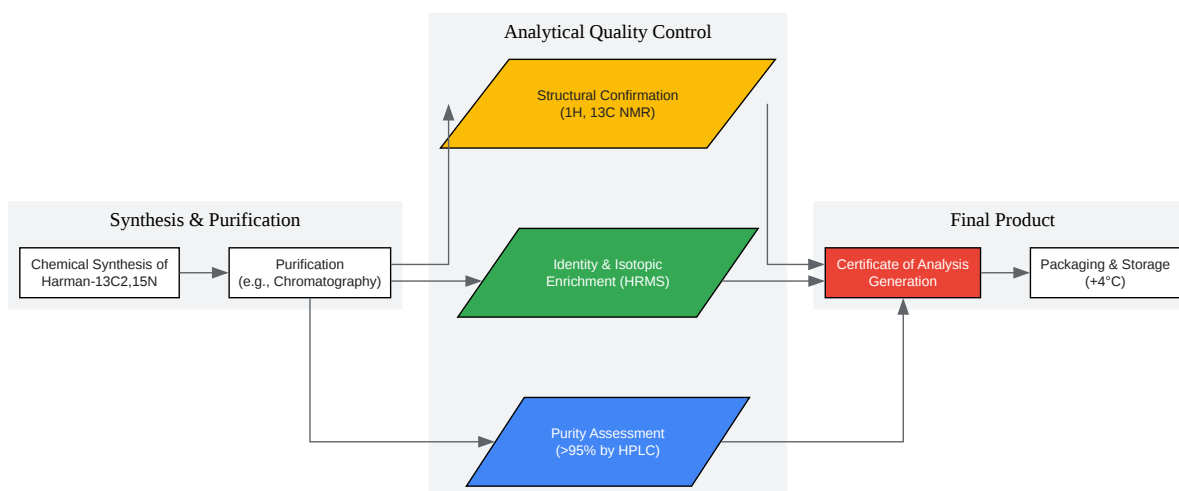 Analytical Quality Control
Structural Confirmation
(1H, 13C NMR)
Synthesis & Purification
Chemical Synthesis of
Harman-13C2,15N
Purification
(e.g., Chromatography)
Identity & Isotopic
Enrichment (HRMS)
Purity Assessment
(>95% by HPLC)
Final Product
Certificate of Analysis
Generation
Packaging & Storage
(+4°C)